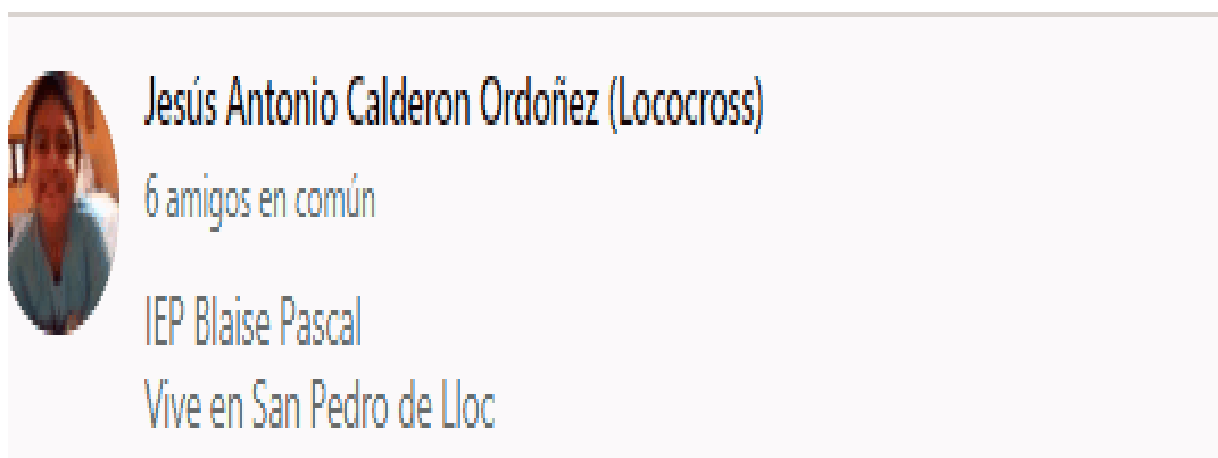 Jesús Antonio Calderon Ordoñez (Lococross)
6 amigos en común
IEP Blaise Pascal
Vive en San Pedro de Lloc